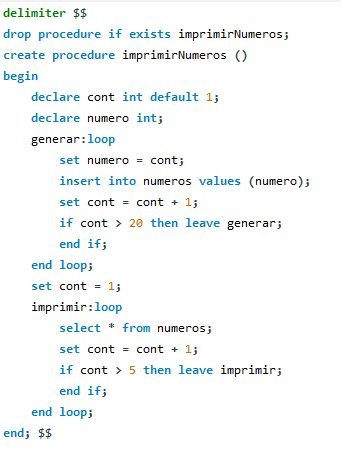 delimiter $$
drop procedure if exists imprimirNumeros;
create procedure imprimirNumeros ()
begin
    declare cont int default 1;
    declare numero int;
    generar:loop
        set numero = cont;
        insert into numeros values (numero);
        set cont = cont + 1;
        if cont > 20 then leave generar;
        end if;
    end loop;
    set cont = 1;
    imprimir:loop
        select * from numeros;
        set cont = cont + 1;
        if cont > 5 then leave imprimir;
        end if;
    end loop;
end; $$